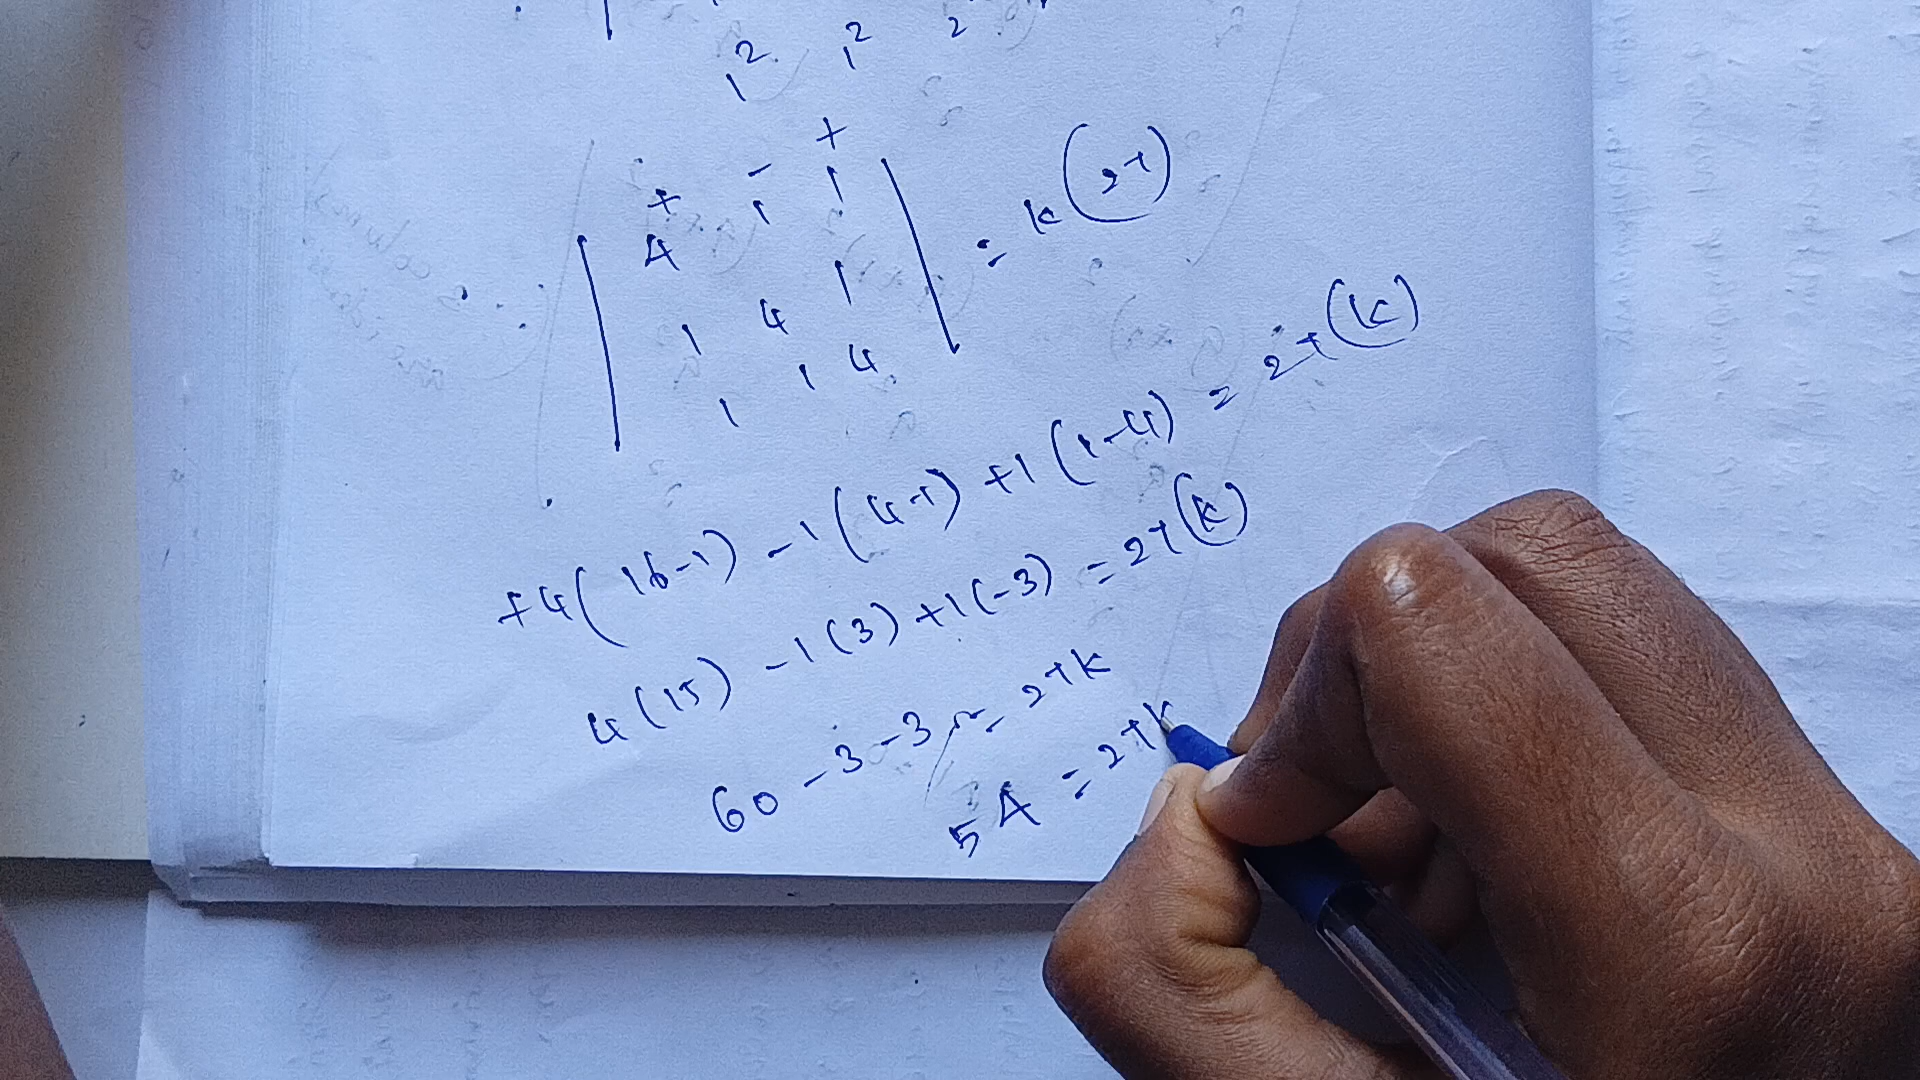 1² 1² 2
+ - +
| 4 1 1 |
| 1 4 1 | = k(27)
| 1 1 4 |
+4(16-1) -1(4-1) +1(1-4) = 27(k)
4(15) -1(3) +1(-3) = 27(k)
60 -3 -3 = 27k
54 = 27k